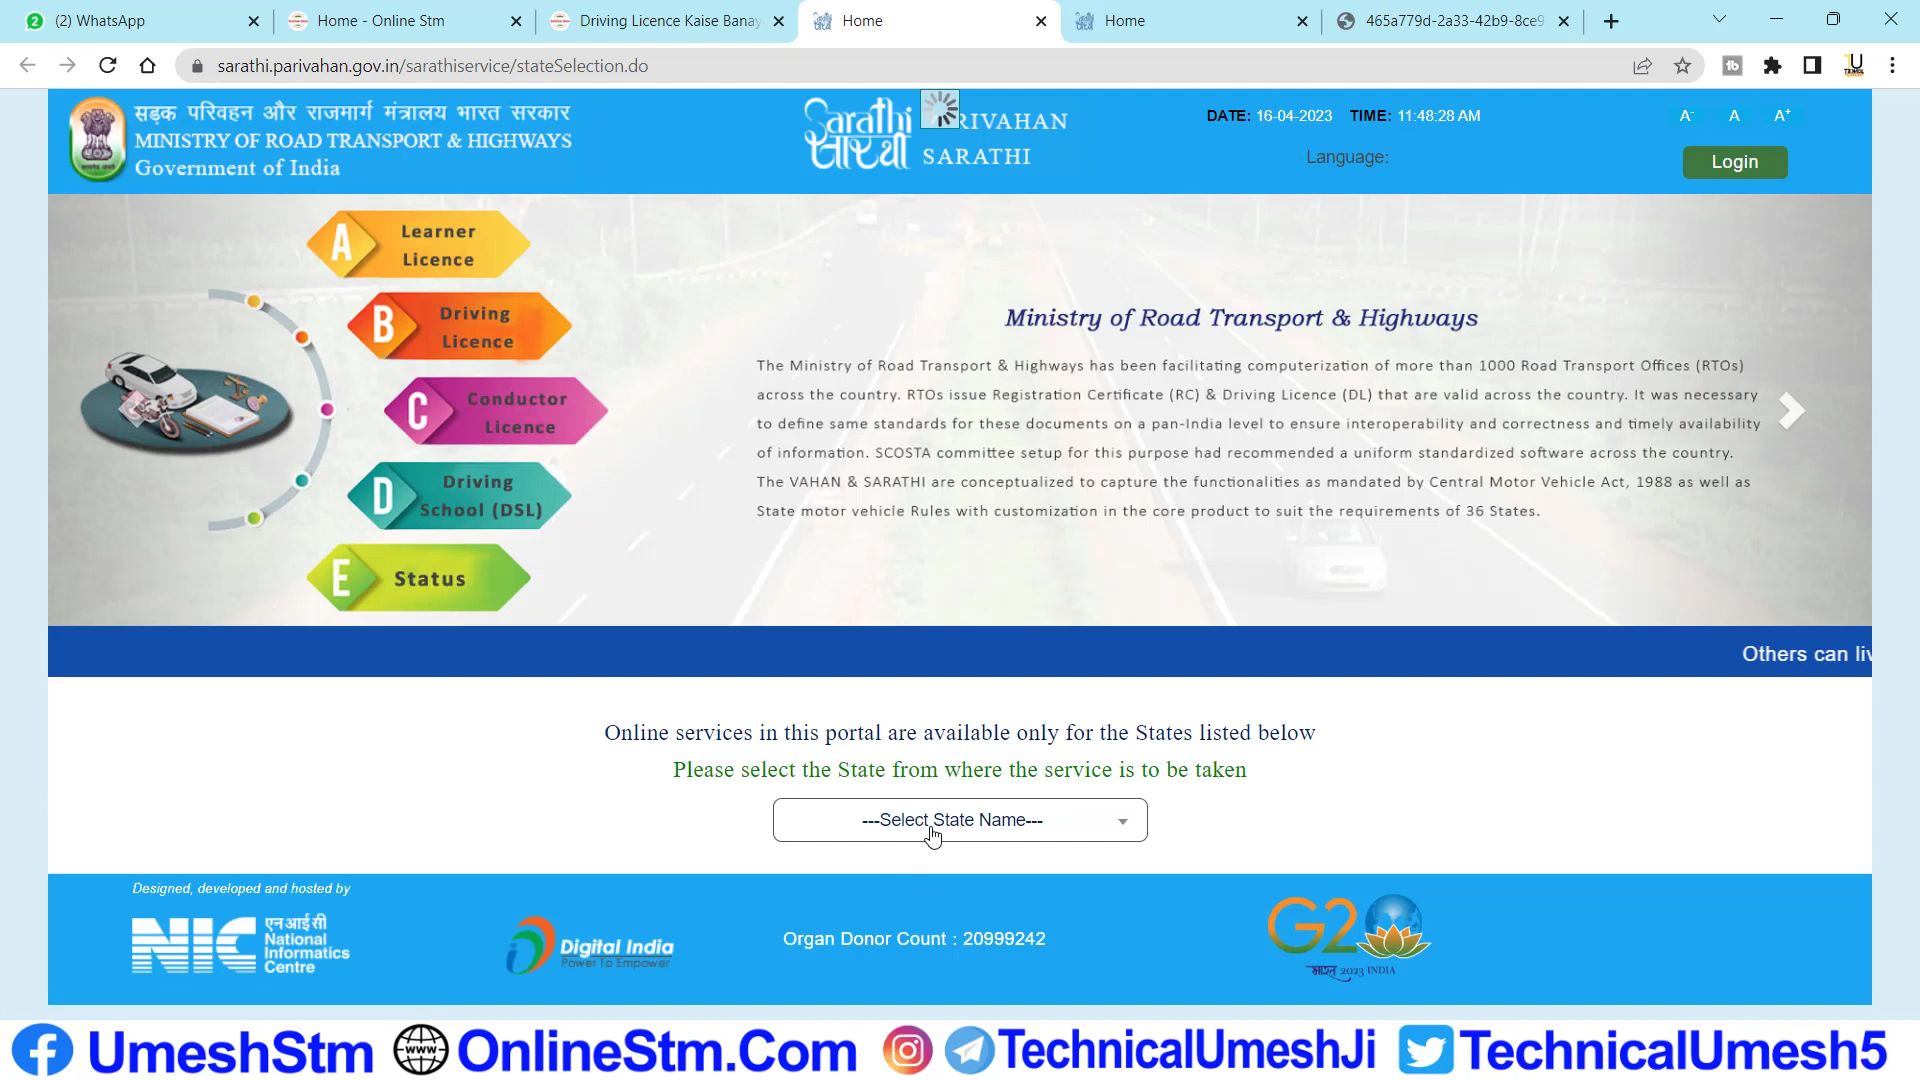 (2) WhatsApp
Home - Online Stm
Driving Licence Kaise Banay
Home
Home
465a779d-2a33-42b9-8ce9
sarathi.parivahan.gov.in/sarathiservice/stateSelection.do
सड़क परिवहन और राजमार्ग मंत्रालय भारत सरकार
MINISTRY OF ROAD TRANSPORT & HIGHWAYS
Government of India
Sarathi
सारथी
RIVAHAN
SARATHI
DATE: 16-04-2023 TIME: 11:48:28 AM
Language:
A- A A+
Login
A Learner Licence
B Driving Licence
C Conductor Licence
D Driving School (DSL)
E Status
Ministry of Road Transport & Highways
The Ministry of Road Transport & Highways has been facilitating computerization of more than 1000 Road Transport Offices (RTOs)
across the country. RTOs issue Registration Certificate (RC) & Driving Licence (DL) that are valid across the country. It was necessary
to define same standards for these documents on a pan-India level to ensure interoperability and correctness and timely availability
of information. SCOSTA committee setup for this purpose had recommended a uniform standardized software across the country.
The VAHAN & SARATHI are conceptualized to capture the functionalities as mandated by Central Motor Vehicle Act, 1988 as well as
State motor vehicle Rules with customization in the core product to suit the requirements of 36 States.
Others can liv
Online services in this portal are available only for the States listed below
Please select the State from where the service is to be taken
---Select State Name---
Designed, developed and hosted by
NIC एन आई सी
National
Informatics
Centre
Digital India
Power To Empower
Organ Donor Count : 20999242
G2
भारत 2023 INDIA
UmeshStm
www
OnlineStm.Com
TechnicalUmeshJi
TechnicalUmesh5